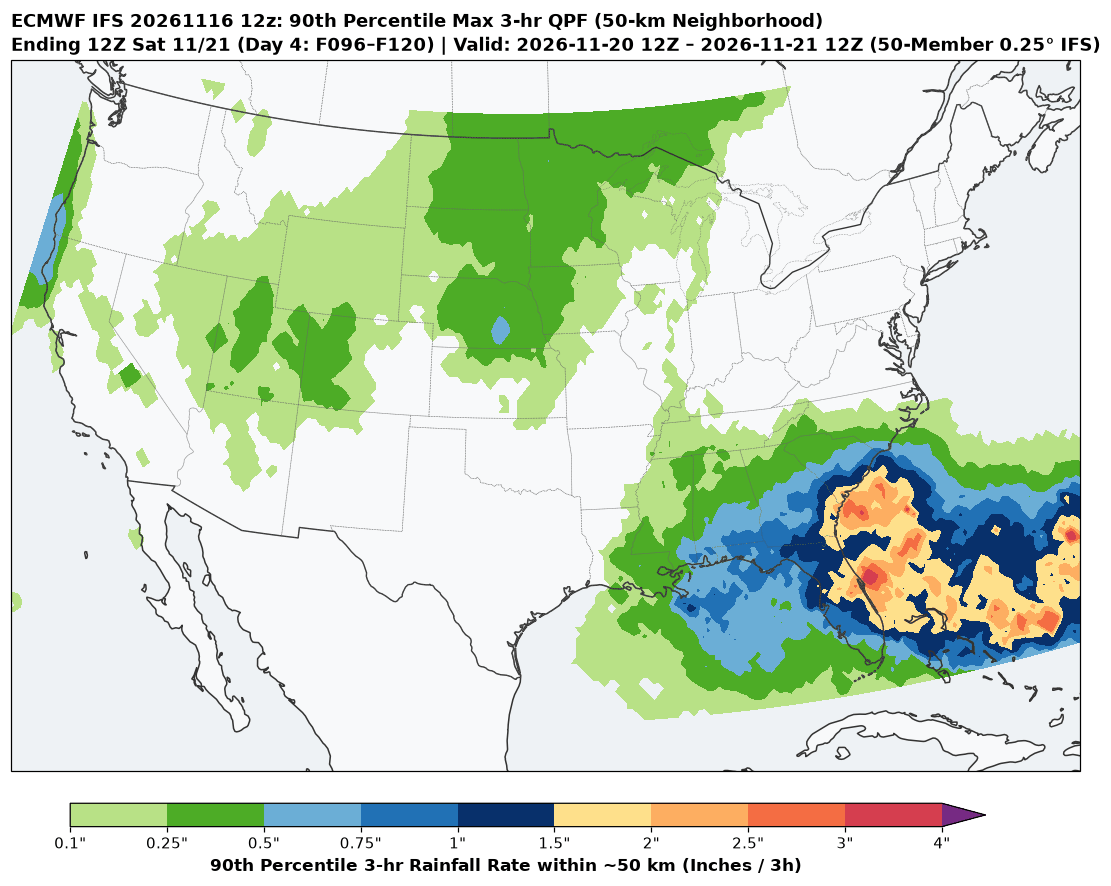 ECMWF IFS 20261116 12z: 90th Percentile Max 3-hr QPF (50-km Neighborhood)
Ending 12Z Sat 11/21 (Day 4: F096–F120) | Valid: 2026-11-20 12Z – 2026-11-21 12Z (50-Member 0.25° IFS)
0.1" 0.25" 0.5" 0.75" 1" 1.5" 2" 2.5" 3" 4"
90th Percentile 3-hr Rainfall Rate within ~50 km (Inches / 3h)